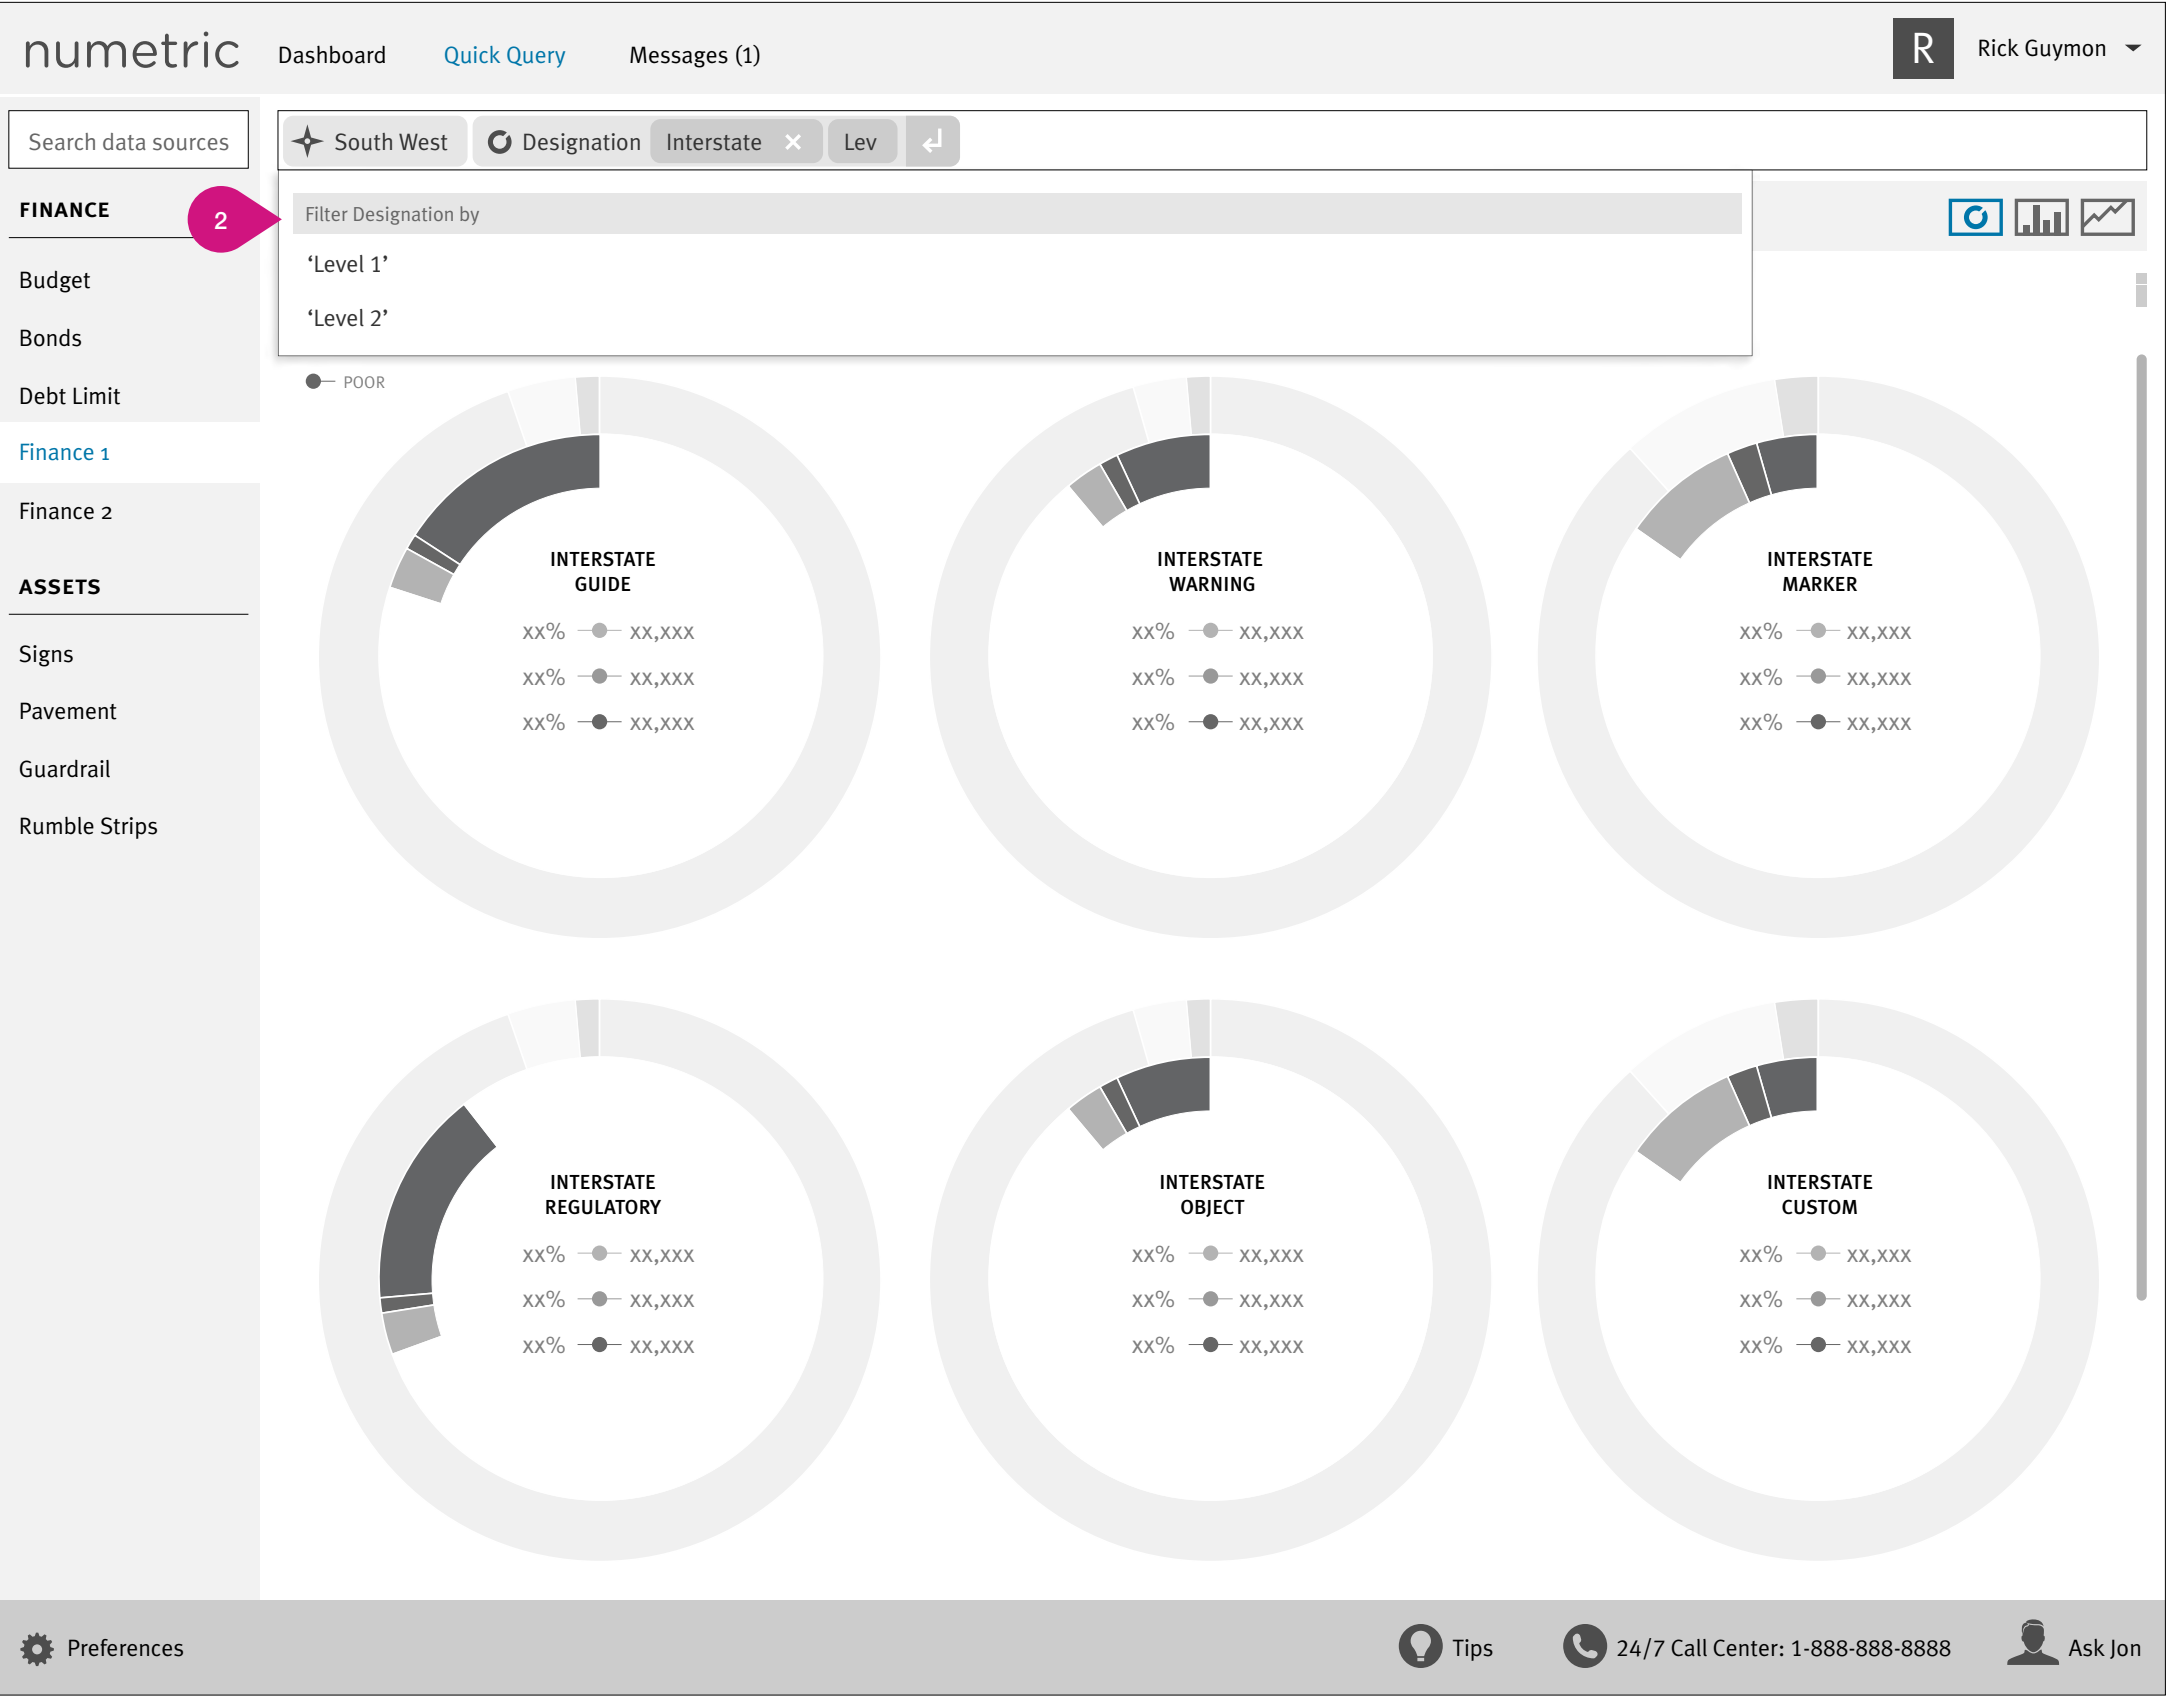 numetric
Dashboard
Quick Query
Messages (1)
R
Rick Guymon
Search data sources
South West
Designation
Interstate
Lev
FINANCE
2
Filter Designation by
‘Level 1’
‘Level 2’
Budget
Bonds
Debt Limit
Finance 1
Finance 2
ASSETS
Signs
Pavement
Guardrail
Rumble Strips
POOR
INTERSTATE
GUIDE
xx% xx,xxx
xx% xx,xxx
xx% xx,xxx
INTERSTATE
WARNING
xx% xx,xxx
xx% xx,xxx
xx% xx,xxx
INTERSTATE
MARKER
xx% xx,xxx
xx% xx,xxx
xx% xx,xxx
INTERSTATE
REGULATORY
xx% xx,xxx
xx% xx,xxx
xx% xx,xxx
INTERSTATE
OBJECT
xx% xx,xxx
xx% xx,xxx
xx% xx,xxx
INTERSTATE
CUSTOM
xx% xx,xxx
xx% xx,xxx
xx% xx,xxx
Preferences
Tips
24/7 Call Center: 1-888-888-8888
Ask Jon